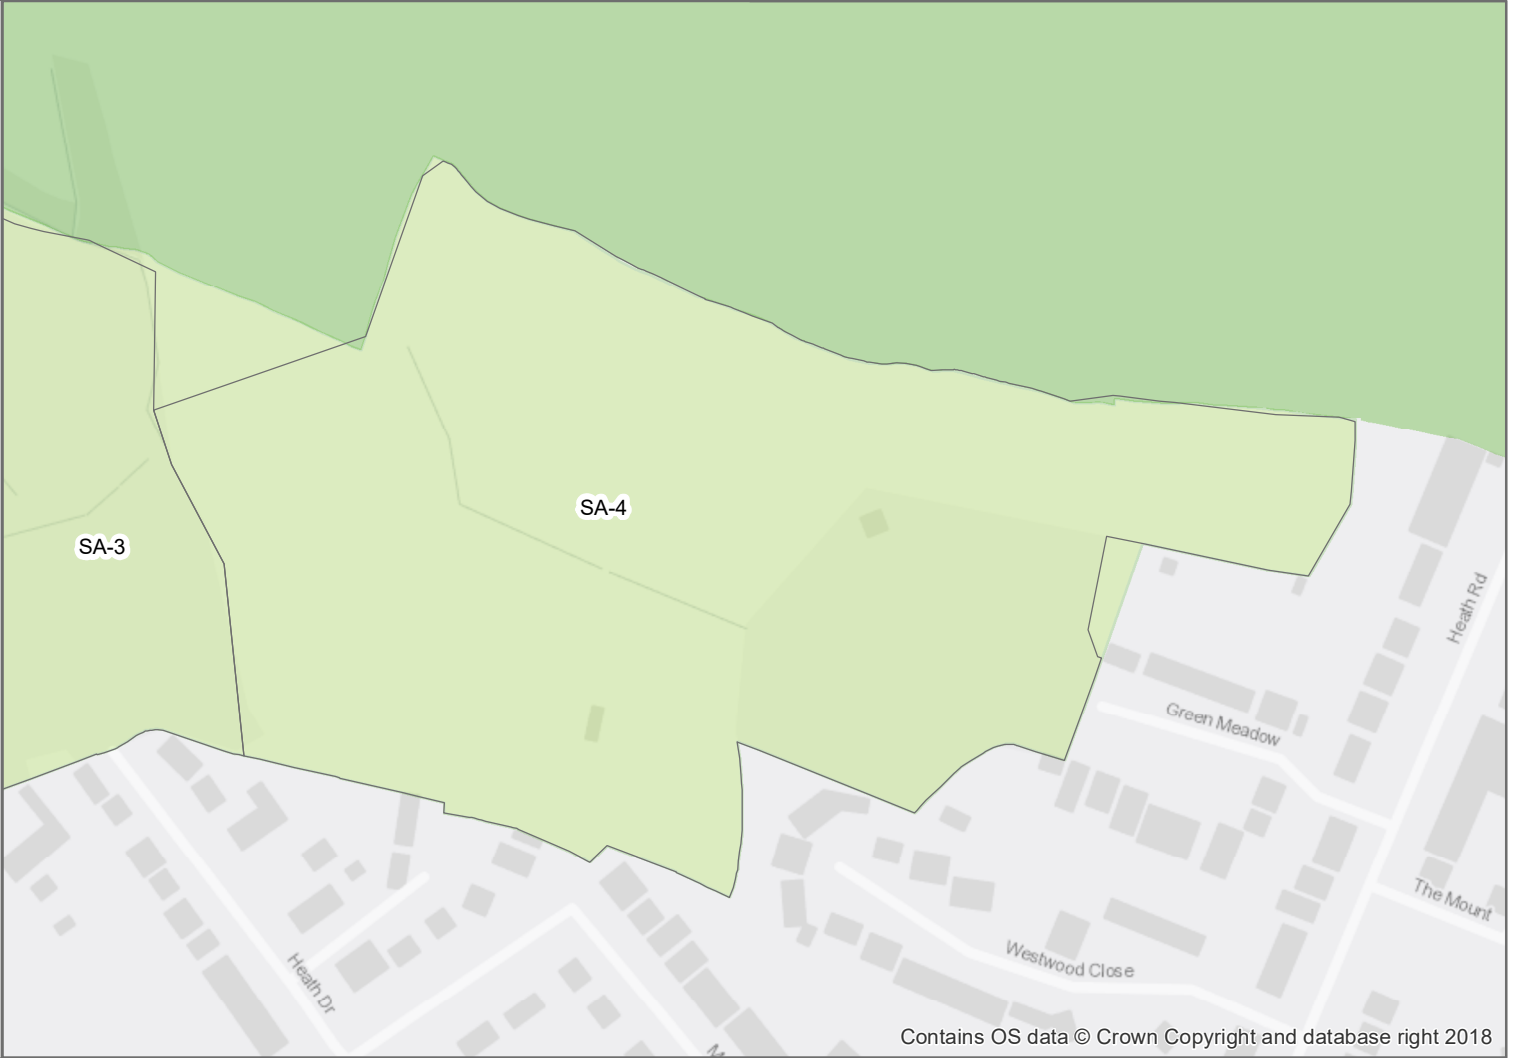 SA-4
SA-3
Heath Rd
Green Meadow
The Mount
Westwood Close
Heath Dr
Contains OS data © Crown Copyright and database right 2018